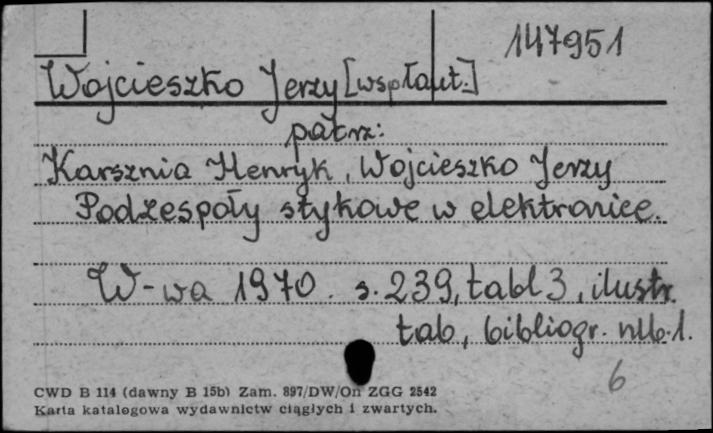 147951
Wojcieszko Jerzy [wspłaut.]
patrz:
Karsznia Henryk, Wojcieszko Jerzy
Podzespoły stykowe w elektronice.
W-wa 1970. s. 239, tabl 3, ilustr.
tab, bibliogr. nlb. 1.
6
CWD B 114 (dawny B 15b) Zam. 897/DW/On ZGG 2542
Karta katalogowa wydawnictw ciągłych i zwartych.